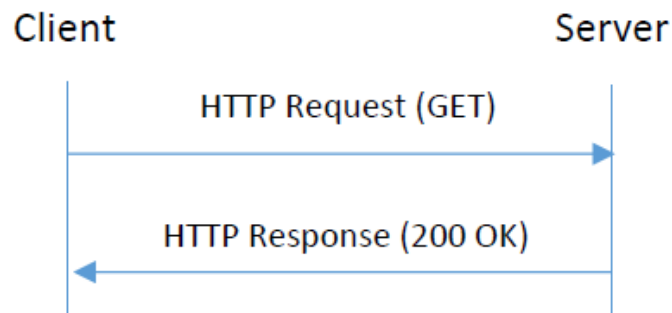 Client
Server
HTTP Request (GET)
HTTP Response (200 OK)